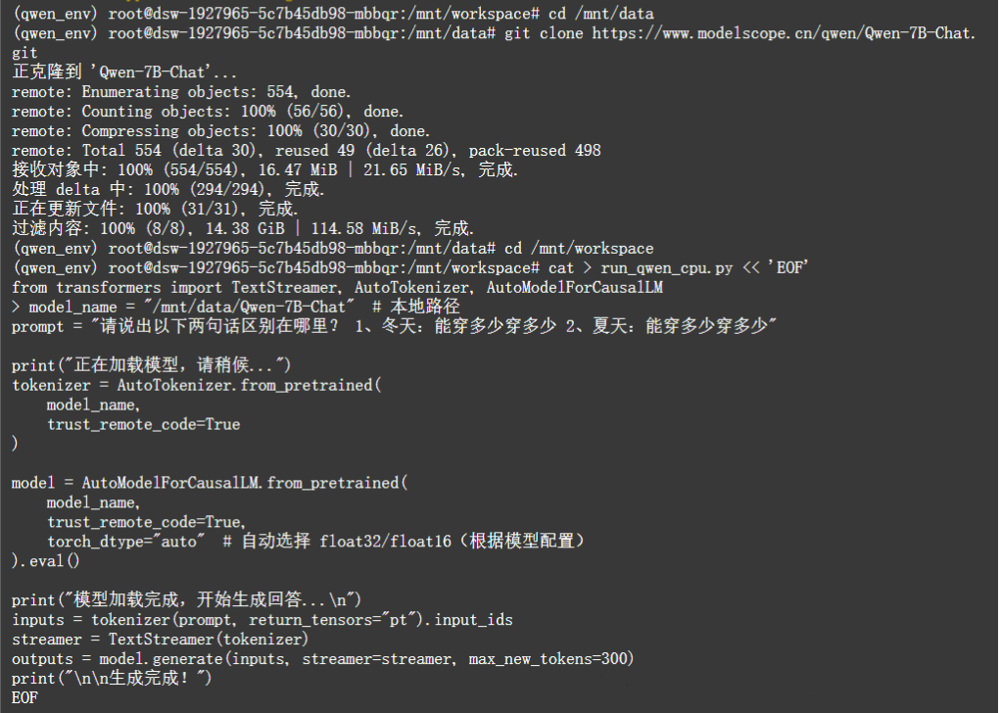 (qwen_env) root@dsw-1927965-5c7b45db98-mbbqr:/mnt/workspace# cd /mnt/data
(qwen_env) root@dsw-1927965-5c7b45db98-mbbqr:/mnt/data# git clone https://www.modelscope.cn/qwen/Qwen-7B-Chat.
git
正克隆到 'Qwen-7B-Chat'...
remote: Enumerating objects: 554, done.
remote: Counting objects: 100% (56/56), done.
remote: Compressing objects: 100% (30/30), done.
remote: Total 554 (delta 30), reused 49 (delta 26), pack-reused 498
接收对象中: 100% (554/554), 16.47 MiB | 21.65 MiB/s, 完成.
处理 delta 中: 100% (294/294), 完成.
正在更新文件: 100% (31/31), 完成.
过滤内容: 100% (8/8), 14.38 GiB | 114.58 MiB/s, 完成.
(qwen_env) root@dsw-1927965-5c7b45db98-mbbqr:/mnt/data# cd /mnt/workspace
(qwen_env) root@dsw-1927965-5c7b45db98-mbbqr:/mnt/workspace# cat > run_qwen_cpu.py << 'EOF'
from transformers import TextStreamer, AutoTokenizer, AutoModelForCausalLM
> model_name = "/mnt/data/Qwen-7B-Chat"  # 本地路径
prompt = "请说出以下两句话区别在哪里? 1、冬天: 能穿多少穿多少 2、夏天: 能穿多少穿多少"

print("正在加载模型，请稍候...")
tokenizer = AutoTokenizer.from_pretrained(
    model_name,
    trust_remote_code=True
)

model = AutoModelForCausalLM.from_pretrained(
    model_name,
    trust_remote_code=True,
    torch_dtype="auto"  # 自动选择 float32/float16（根据模型配置）
).eval()

print("模型加载完成，开始生成回答...\n")
inputs = tokenizer(prompt, return_tensors="pt").input_ids
streamer = TextStreamer(tokenizer)
outputs = model.generate(inputs, streamer=streamer, max_new_tokens=300)
print("\n\n生成完成！")
EOF